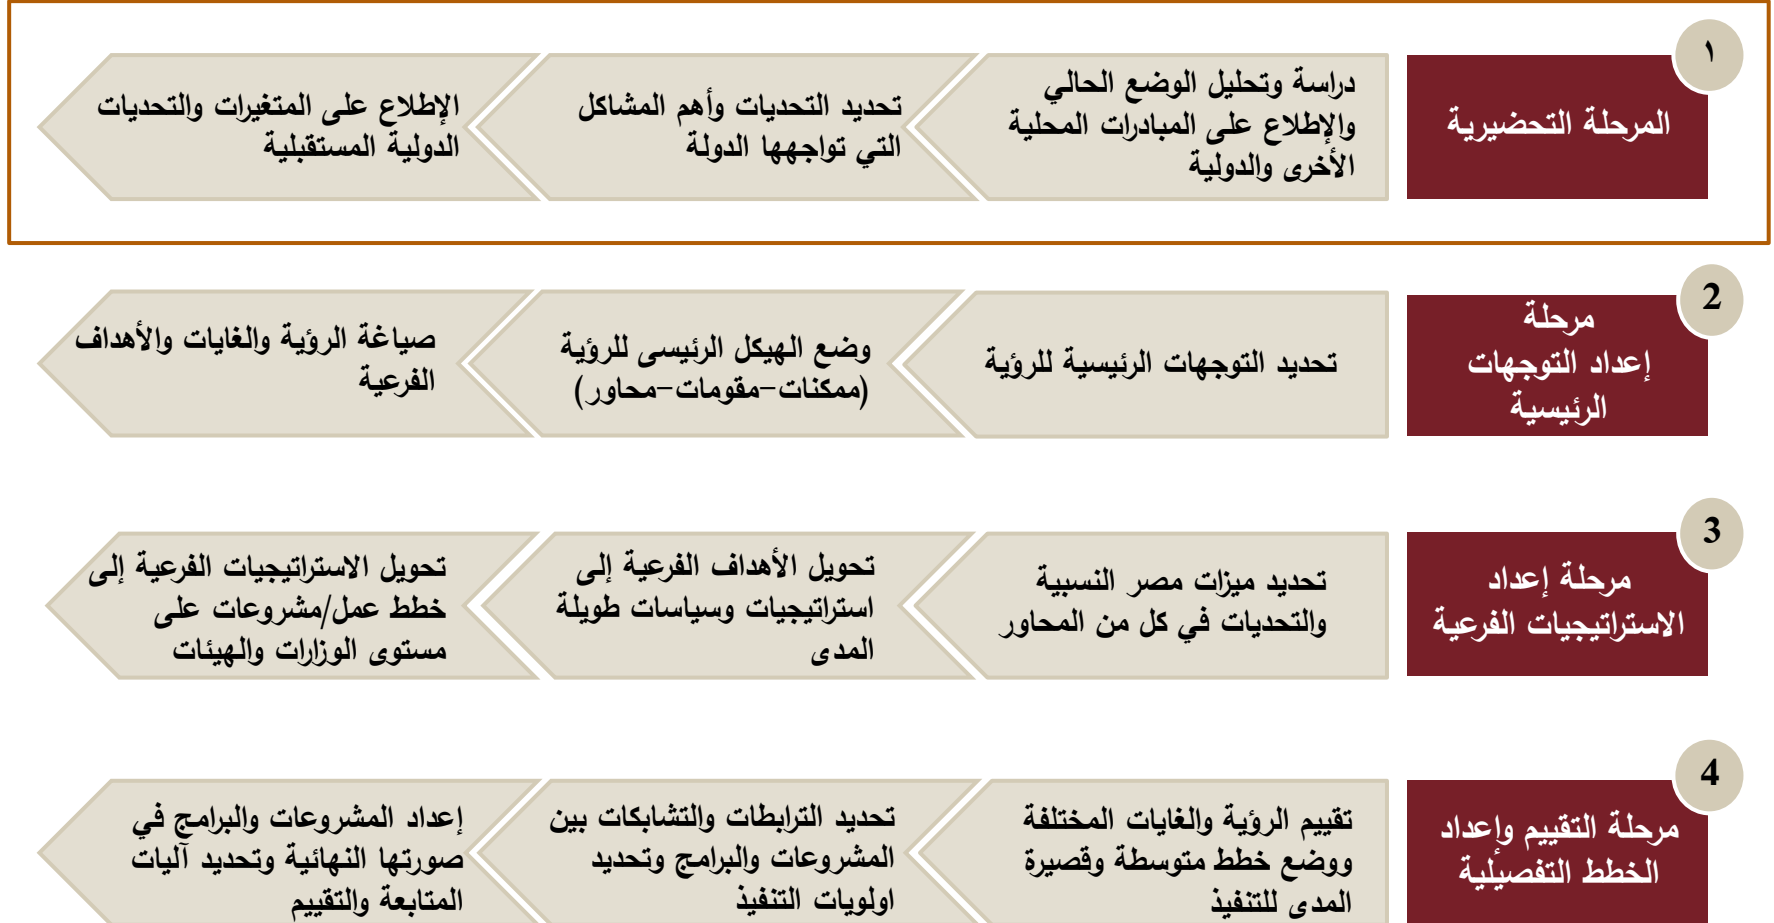 ١
المرحلة التحضيرية
دراسة وتحليل الوضع الحالي
والإطلاع على المبادرات المحلية
الأخرى والدولية
تحديد التحديات وأهم المشاكل
التي تواجهها الدولة
الإطلاع على المتغيرات والتحديات
الدولية المستقبلية
2
مرحلة
إعداد التوجهات
الرئيسية
تحديد التوجهات الرئيسية للرؤية
وضع الهيكل الرئيسى للرؤية
(ممكنات-مقومات-محاور)
صياغة الرؤية والغايات والأهداف
الفرعية
3
مرحلة إعداد
الاستراتيجيات الفرعية
تحديد ميزات مصر النسبية
والتحديات في كل من المحاور
تحويل الأهداف الفرعية إلى
استراتيجيات وسياسات طويلة
المدى
تحويل الاستراتيجيات الفرعية إلى
خطط عمل/مشروعات على
مستوى الوزارات والهيئات
4
مرحلة التقييم وإعداد
الخطط التفصيلية
تقييم الرؤية والغايات المختلفة
ووضع خطط متوسطة وقصيرة
المدى للتنفيذ
تحديد الترابطات والتشابكات بين
المشروعات والبرامج وتحديد
اولويات التنفيذ
إعداد المشروعات والبرامج في
صورتها النهائية وتحديد آليات
المتابعة والتقييم